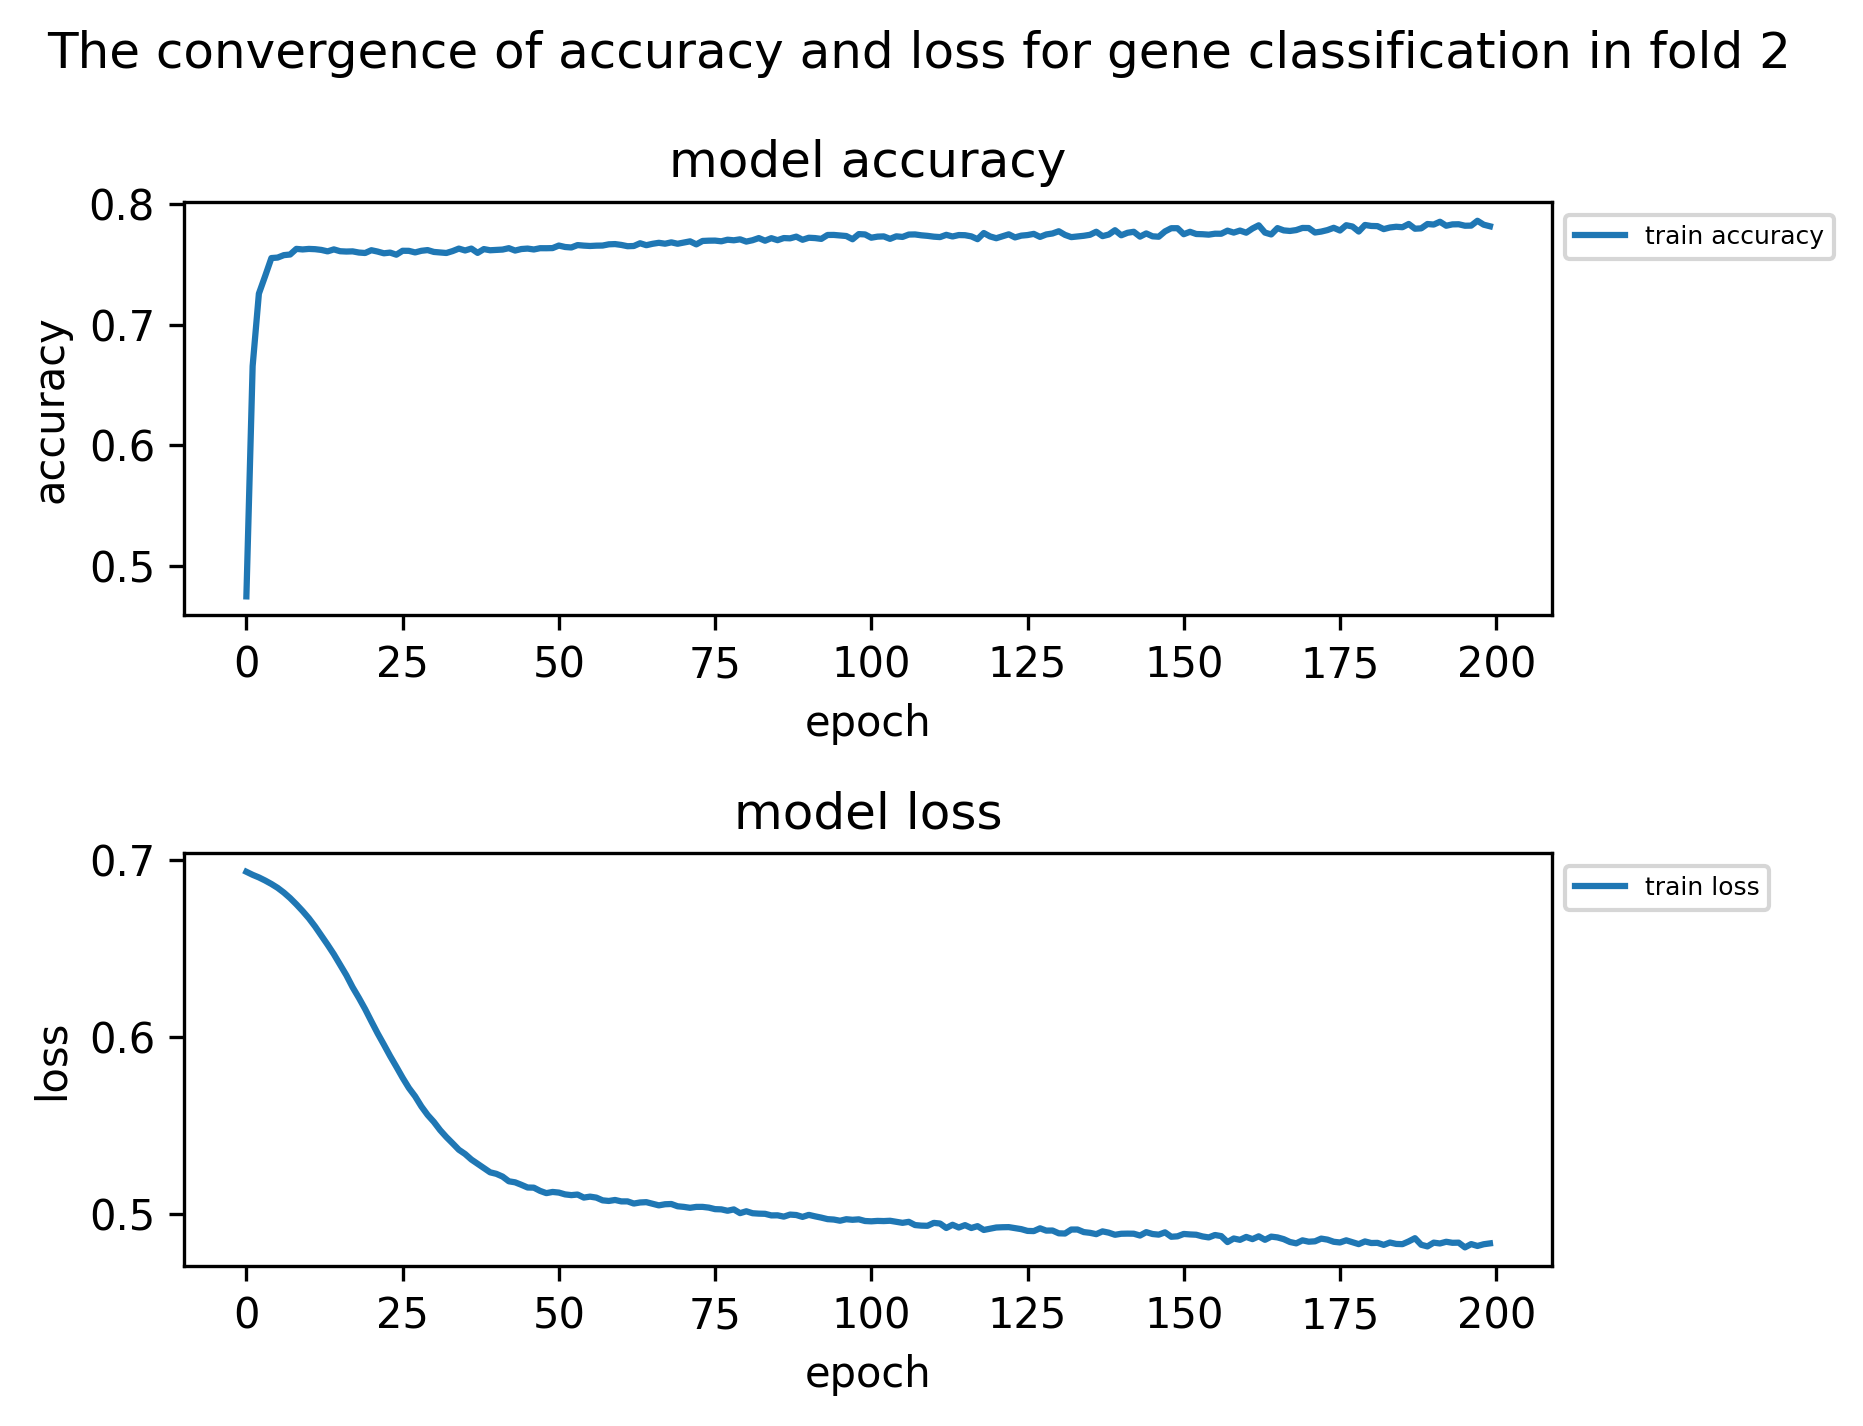 The convergence of accuracy and loss for gene classification in fold 2
model accuracy
0.8
0.7
0.6
0.5
accuracy
train accuracy
0 25 50 75 100 125 150 175 200
epoch
model loss
0.7
0.6
0.5
loss
train loss
0 25 50 75 100 125 150 175 200
epoch